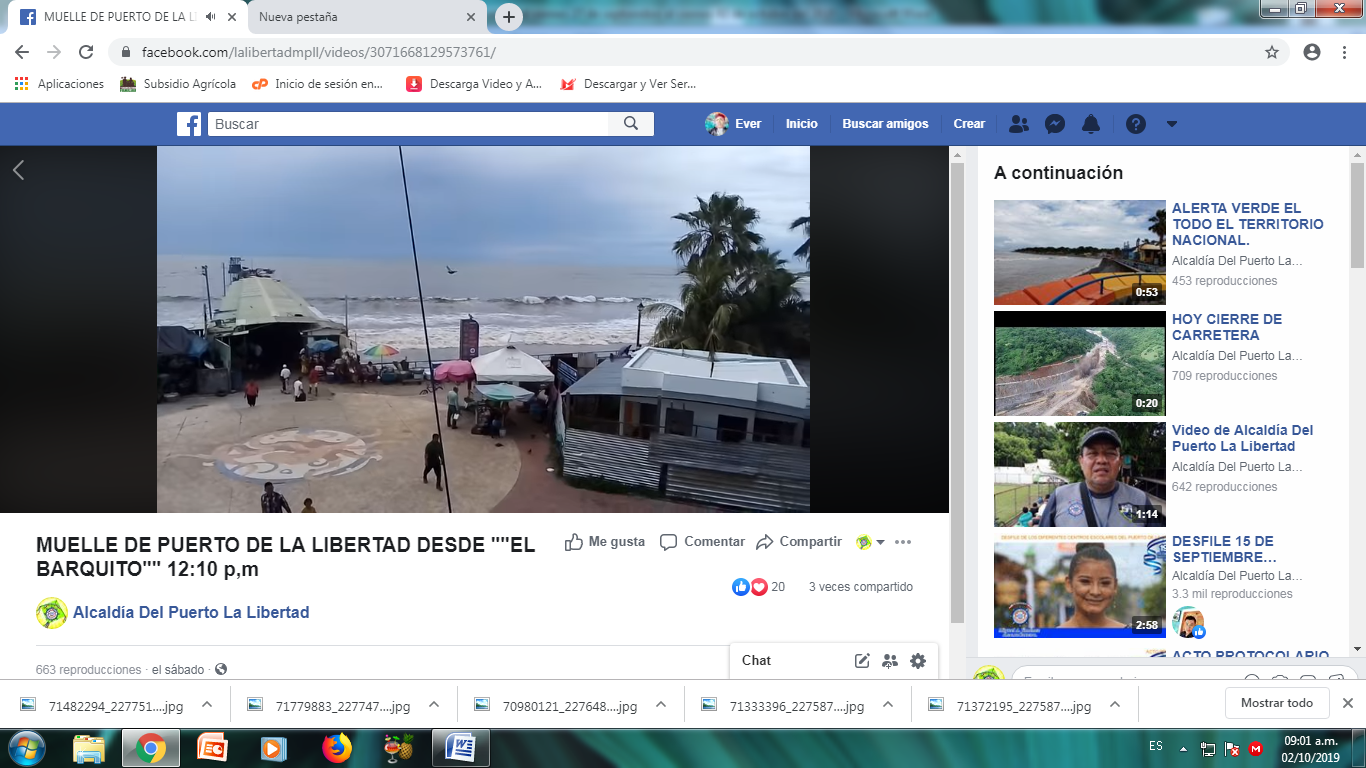 MUELLE DE PUERTO DE LA LI
Nueva pestaña
facebook.com/lalibertadmpll/videos/3071668129573761/
Aplicaciones
Subsidio Agrícola
Inicio de sesión en...
Descarga Video y A...
Descargar y Ver Ser...
Buscar
Ever
Inicio
Buscar amigos
Crear
MUELLE DE PUERTO DE LA LIBERTAD DESDE ""EL
BARQUITO"" 12:10 p,m
Me gusta
Comentar
Compartir
20
3 veces compartido
Alcaldía Del Puerto La Libertad
663 reproducciones · el sábado ·
A continuación
ALERTA VERDE EL
TODO EL TERRITORIO
NACIONAL.
Alcaldía Del Puerto La...
453 reproducciones
0:53
HOY CIERRE DE
CARRETERA
Alcaldía Del Puerto La...
709 reproducciones
0:20
Video de Alcaldía Del
Puerto La Libertad
Alcaldía Del Puerto La...
642 reproducciones
1:14
DESFILE 15 DE
SEPTIEMBRE…
Alcaldía Del Puerto La...
3.3 mil reproducciones
2:58
ACTO PROTOCOLARIO
Chat
71482294_227751....jpg
71779883_227747....jpg
70980121_227648....jpg
71333396_227587....jpg
71372195_227587....jpg
Mostrar todo
ES
09:01 a.m.
02/10/2019